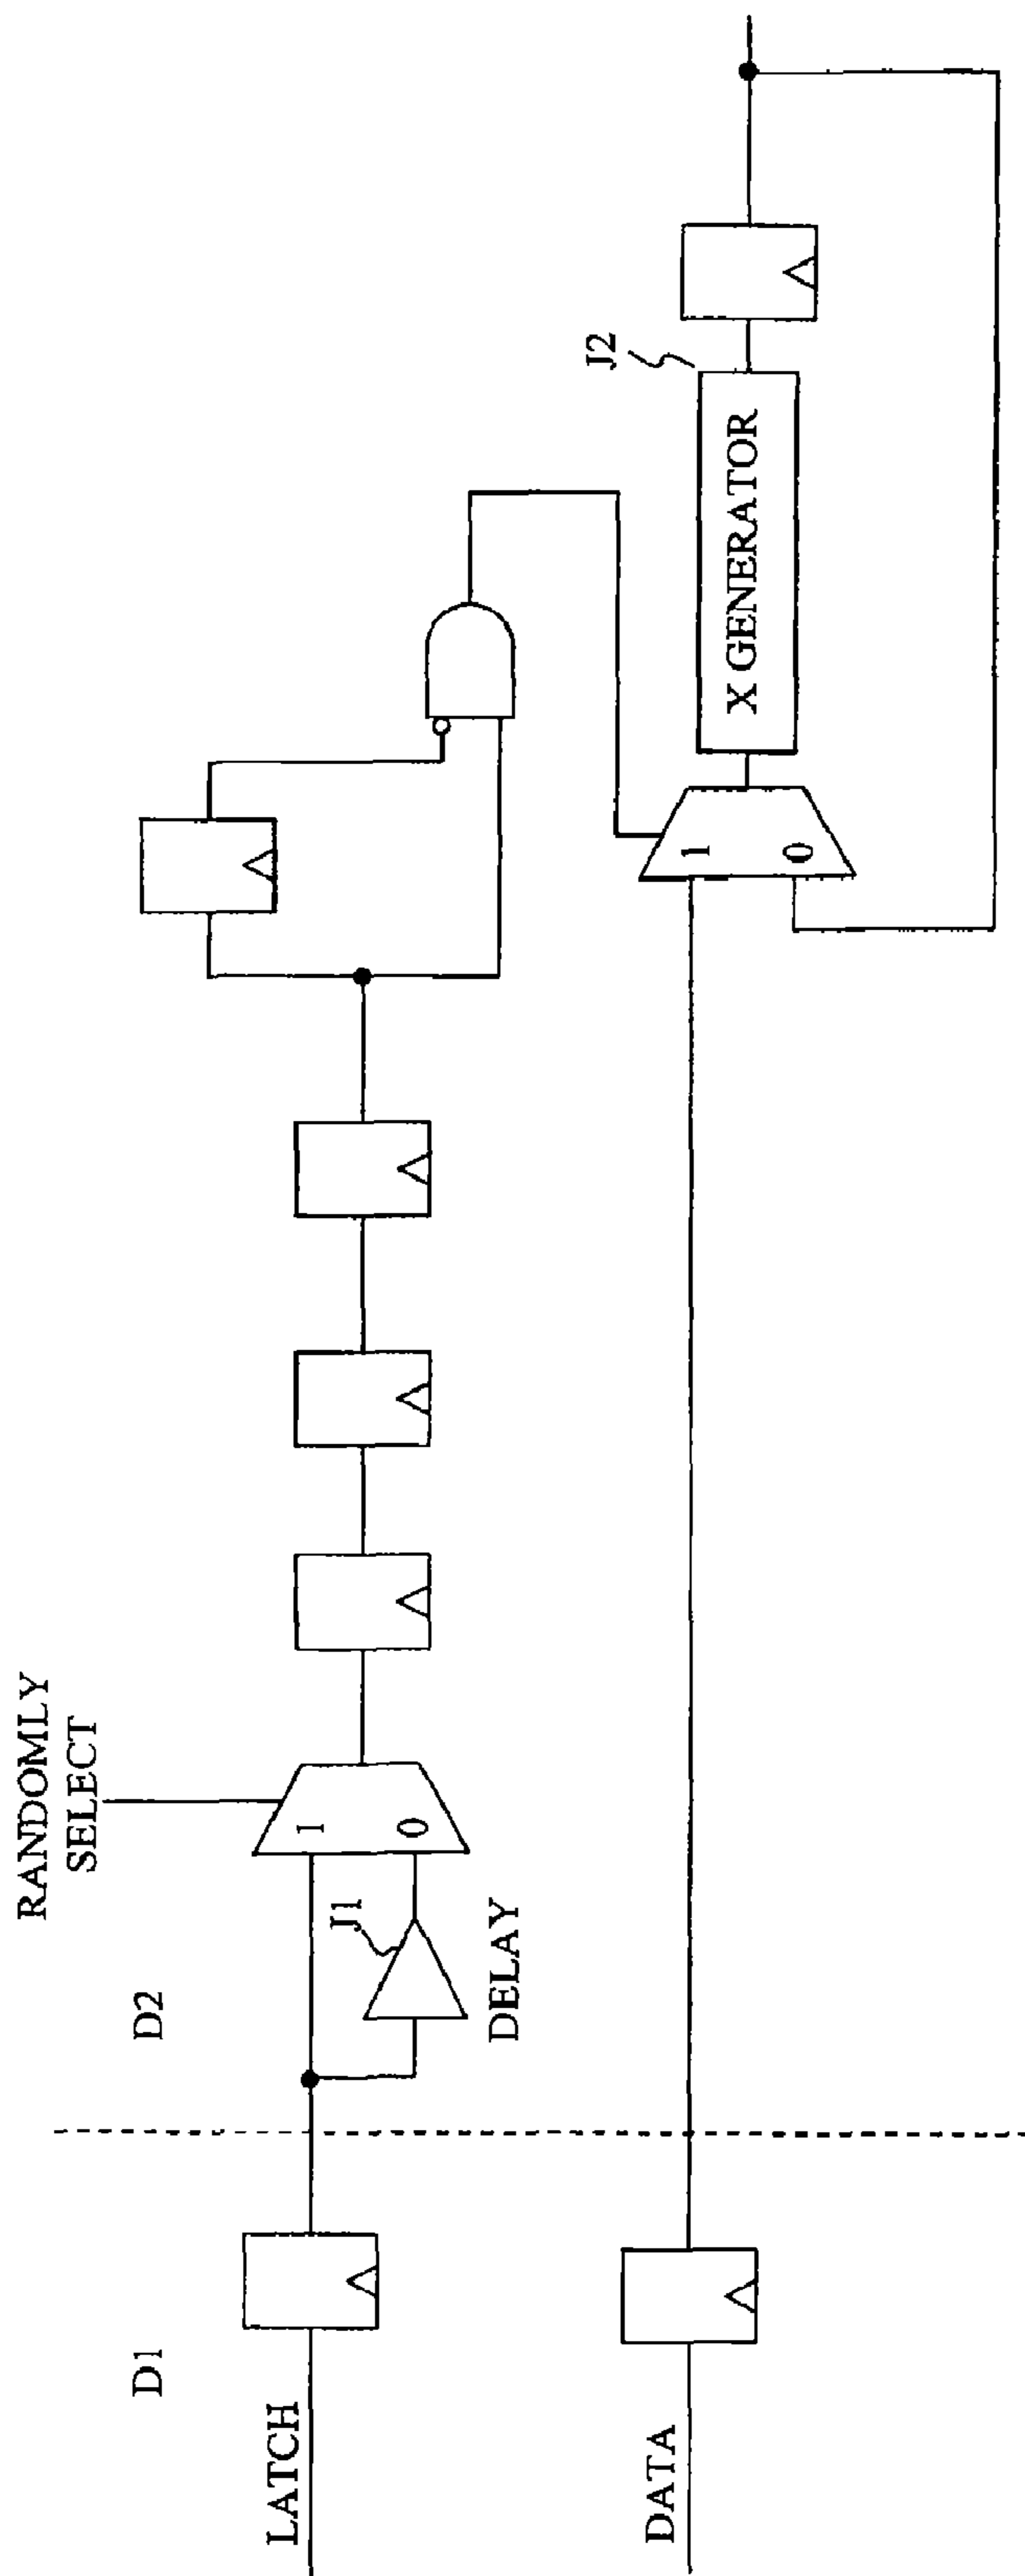 D1
D2
RANDOMLY
SELECT
LATCH
J1
DELAY
1
0
DATA
1
0
X GENERATOR
J2